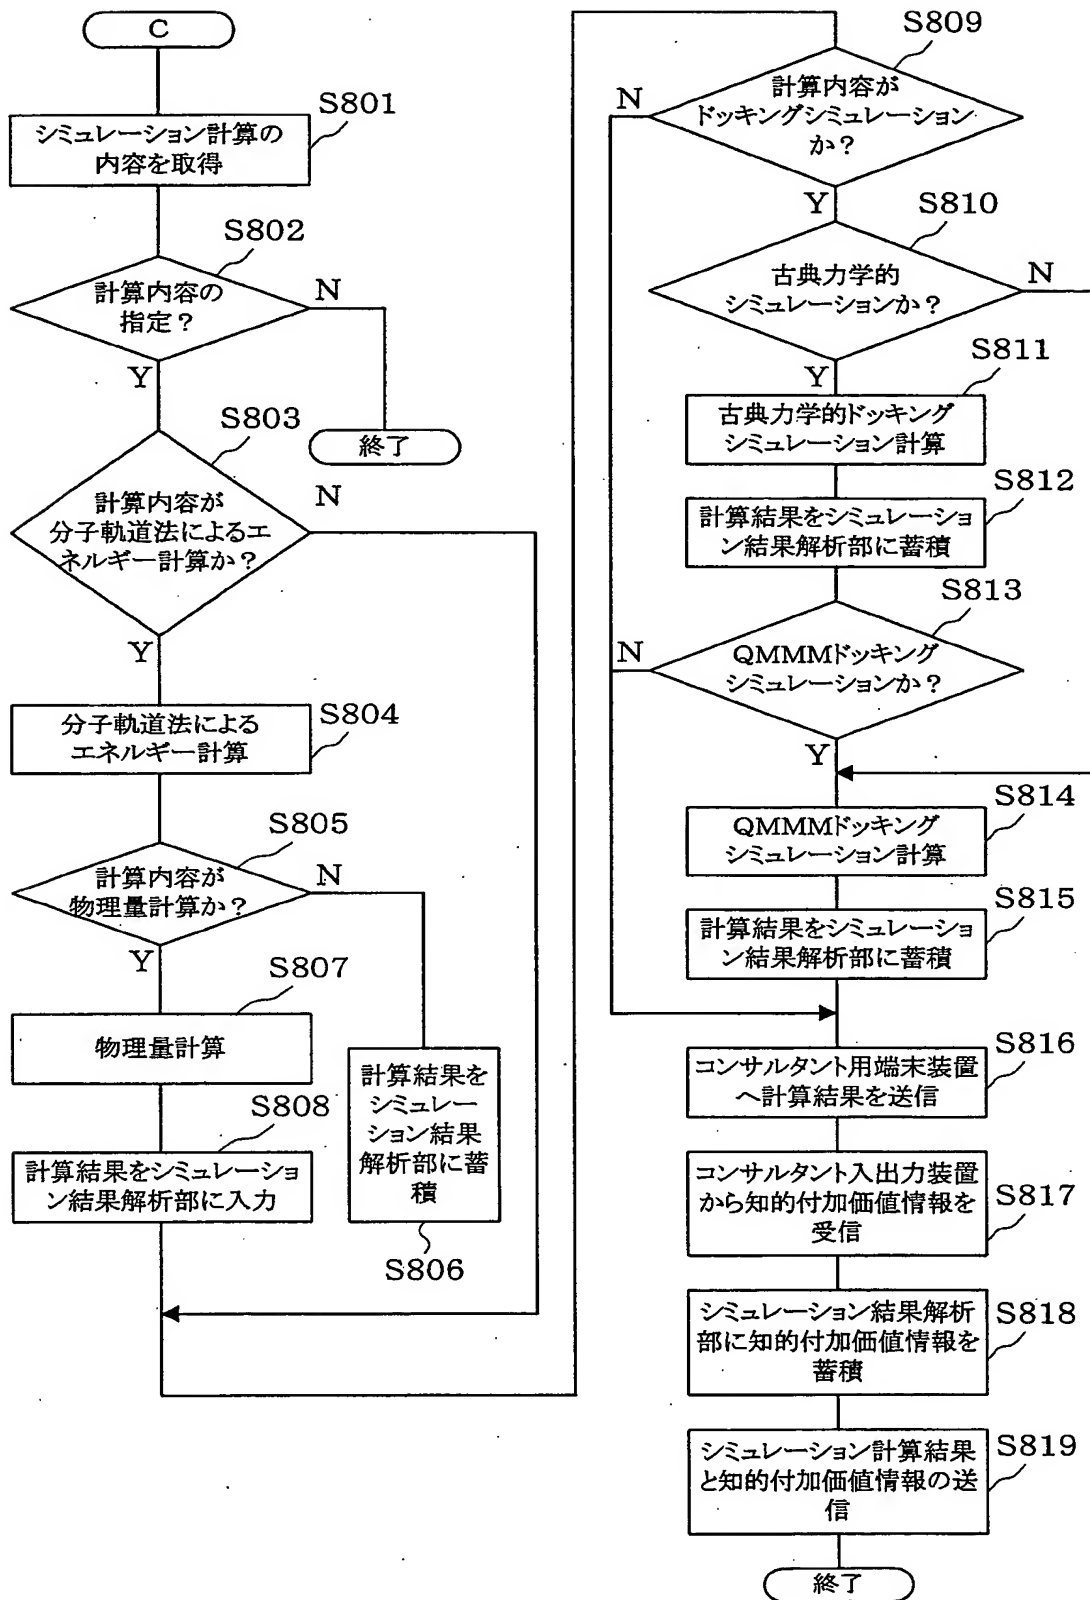 C
S801
シミュレーション計算の
内容を取得
S802
計算内容の
指定？
N
Y
終了
S803
計算内容が
分子軌道法によるエ
ネルギー計算か？
N
Y
S804
分子軌道法による
エネルギー計算
S805
計算内容が
物理量計算か？
N
Y
S807
物理量計算
計算結果を
シミュレー
ション結果
解析部に蓄
積
S806
S808
計算結果をシミュレーショ
ン結果解析部に入力
S809
計算内容が
ドッキングシミュレーション
か？
N
Y
S810
古典力学的
シミュレーションか？
N
Y
S811
古典力学的ドッキング
シミュレーション計算
S812
計算結果をシミュレーショ
ン結果解析部に蓄積
S813
QMMMドッキング
シミュレーションか？
N
Y
S814
QMMMドッキング
シミュレーション計算
S815
計算結果をシミュレーショ
ン結果解析部に蓄積
S816
コンサルタント用端末装置
へ計算結果を送信
S817
コンサルタント入出力装置
から知的付加価値情報を
受信
S818
シミュレーション結果解析
部に知的付加価値情報を
蓄積
S819
シミュレーション計算結果
と知的付加価値情報の送
信
終了